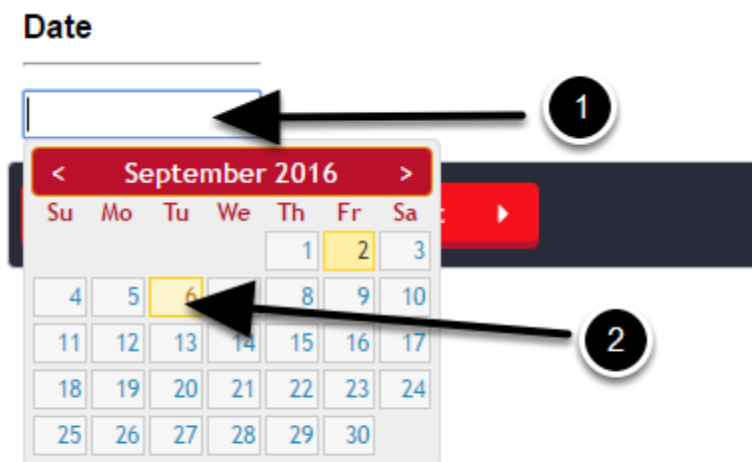 Date
1
< September 2016 >
Su Mo Tu We Th Fr Sa
1 2 3
4 5 6 8 9 10
11 12 13 14 15 16 17
18 19 20 21 22 23 24
2
25 26 27 28 29 30